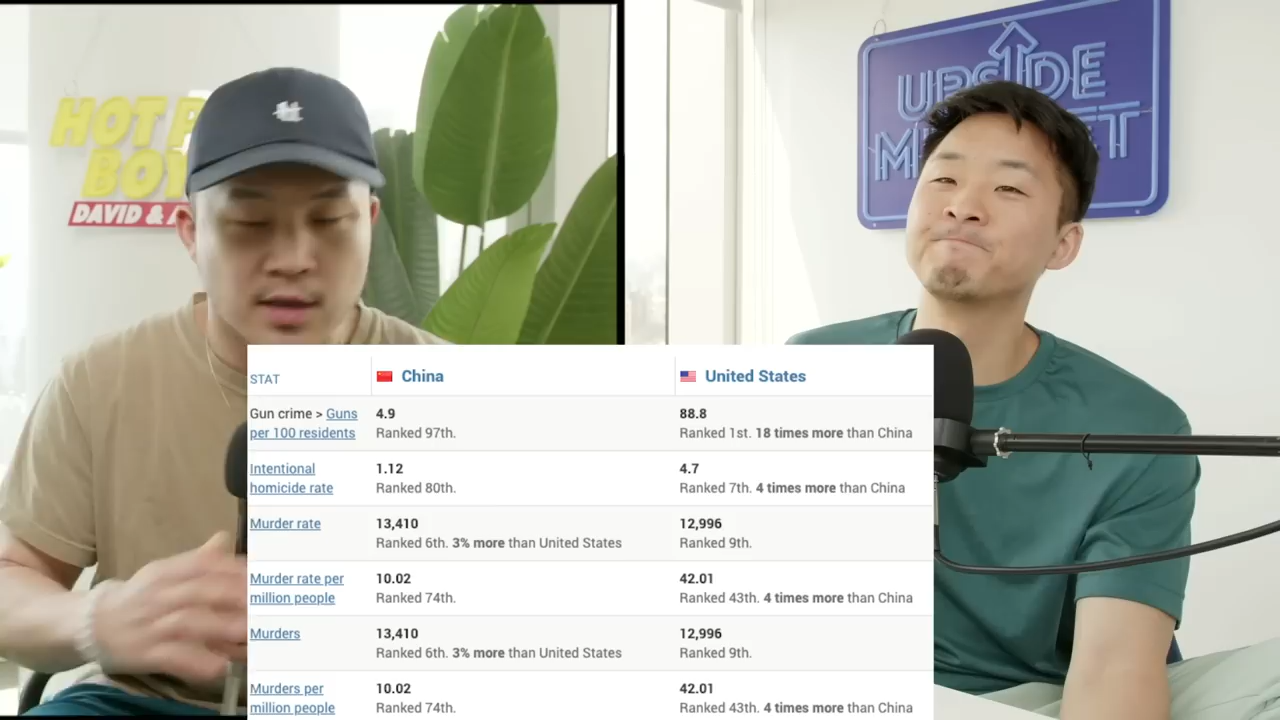 HOT P
BOY
DAVID & A
UPSIDE
M ET
STAT
China
United States
Gun crime > Guns per 100 residents
4.9
Ranked 97th.
88.8
Ranked 1st. 18 times more than China
Intentional homicide rate
1.12
Ranked 80th.
4.7
Ranked 7th. 4 times more than China
Murder rate
13,410
Ranked 6th. 3% more than United States
12,996
Ranked 9th.
Murder rate per million people
10.02
Ranked 74th.
42.01
Ranked 43th. 4 times more than China
Murders
13,410
Ranked 6th. 3% more than United States
12,996
Ranked 9th.
Murders per million people
10.02
Ranked 74th.
42.01
Ranked 43th. 4 times more than China